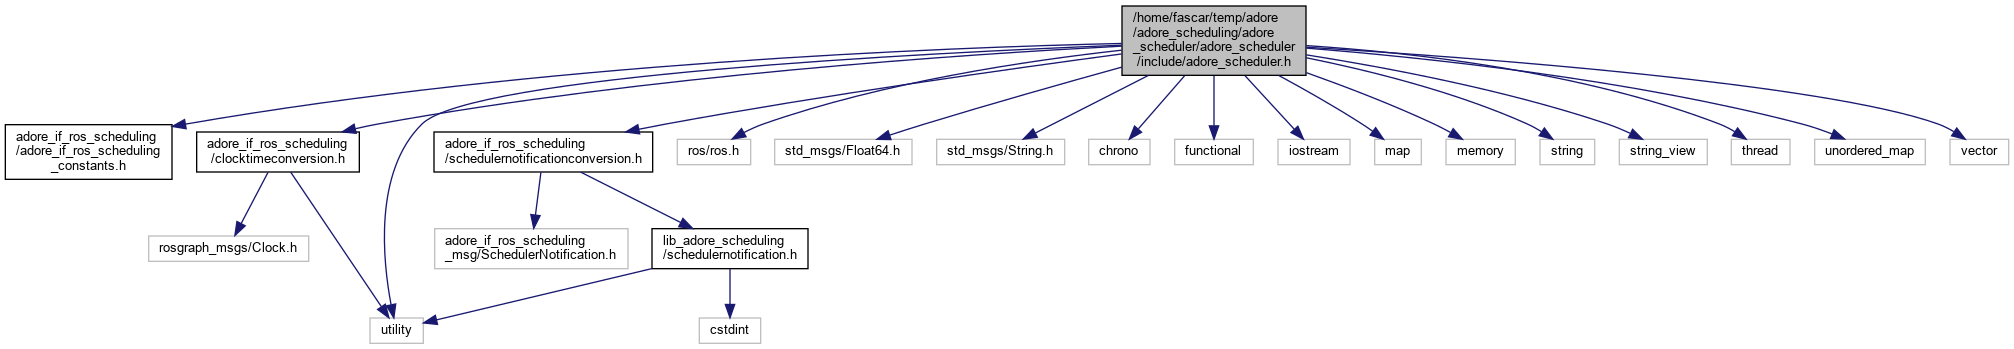 /home/fascar/temp/adore
/adore_scheduling/adore
_scheduler/adore_scheduler
/include/adore_scheduler.h
adore_if_ros_scheduling
/adore_if_ros_scheduling
_constants.h
adore_if_ros_scheduling
/clocktimeconversion.h
adore_if_ros_scheduling
/schedulernotificationconversion.h
ros/ros.h
std_msgs/Float64.h
std_msgs/String.h
chrono
functional
iostream
map
memory
string
string_view
thread
unordered_map
vector
rosgraph_msgs/Clock.h
adore_if_ros_scheduling
_msg/SchedulerNotification.h
lib_adore_scheduling
/schedulernotification.h
utility
cstdint